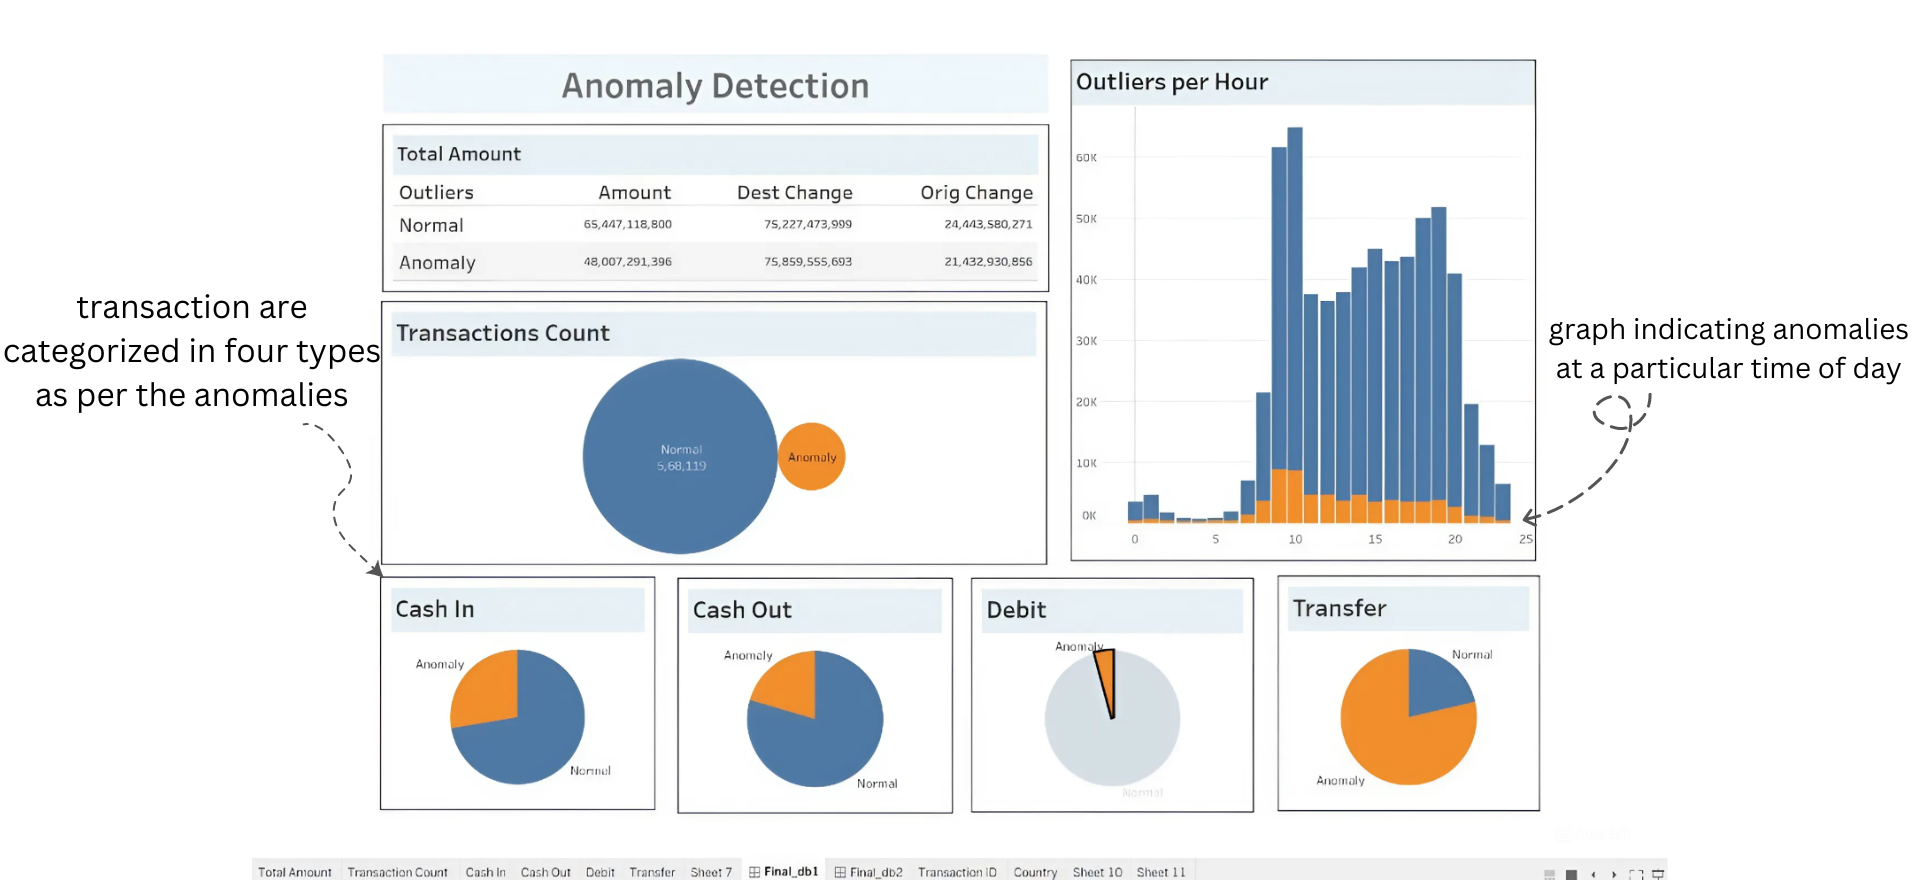 Anomaly Detection
Total Amount
Outliers Amount Dest Change Orig Change
Normal 65,447,118,800 75,227,473,999 24,443,580,271
Anomaly 48,007,291,396 75,859,555,693 21,432,930,856
Outliers per Hour
60K
50K
40K
30K
20K
10K
0K
0 5 10 15 20 25
transaction are
categorized in four types
as per the anomalies
Transactions Count
Normal
5,68,119
Anomaly
graph indicating anomalies
at a particular time of day
Cash In
Anomaly
Normal
Cash Out
Anomaly
Normal
Debit
Anomaly
Normal
Transfer
Normal
Anomaly
Total Amount Transaction Count Cash In Cash Out Debit Transfer Sheet 7 Final_db1 Final_db2 Transaction ID Country Sheet 10 Sheet 11